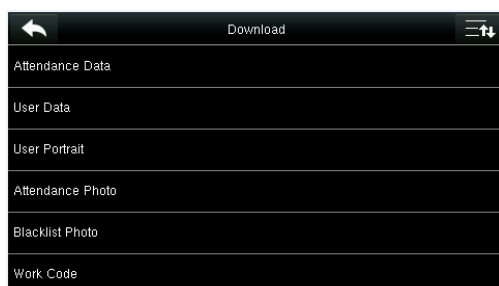 Download
Attendance Data
User Data
User Portrait
Attendance Photo
Blacklist Photo
Work Code